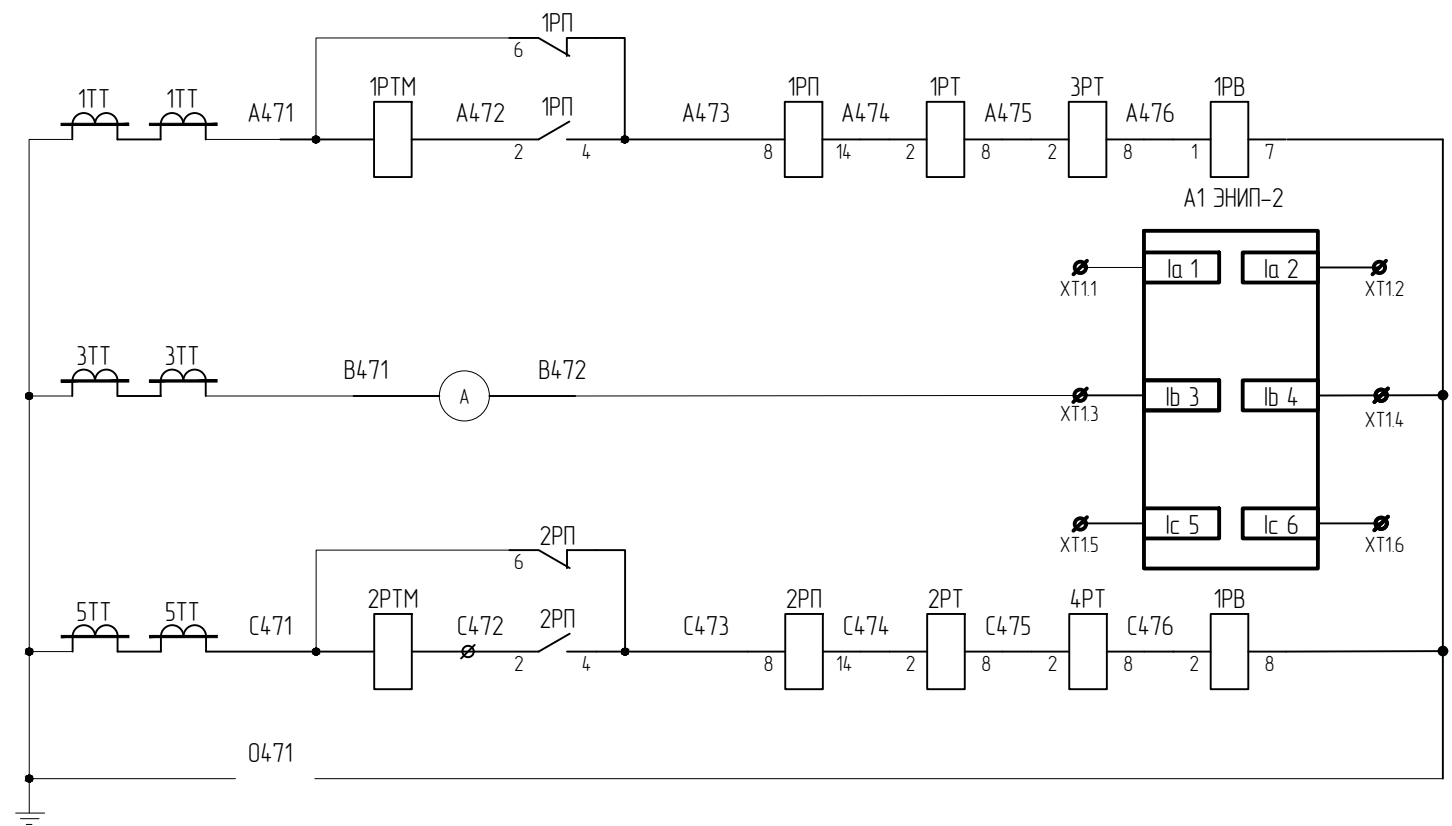 1РП
6
1ТТ 1ТТ А471 1РТМ А472 1РП А473 1РП А474 1РТ А475 3РТ А476 1РВ
2 4 8 14 2 8 2 8 1 7
А1 ЭНИП-2
Ia 1 Ia 2
XT1.1 XT1.2
3ТТ 3ТТ В471 А В472
Ib 3 Ib 4
XT1.3 XT1.4
2РП
6
Ic 5 Ic 6
XT1.5 XT1.6
5ТТ 5ТТ С471 2РТМ С472 2РП С473 2РП С474 2РТ С475 4РТ С476 1РВ
2 4 8 14 2 8 2 8 2 8
0471